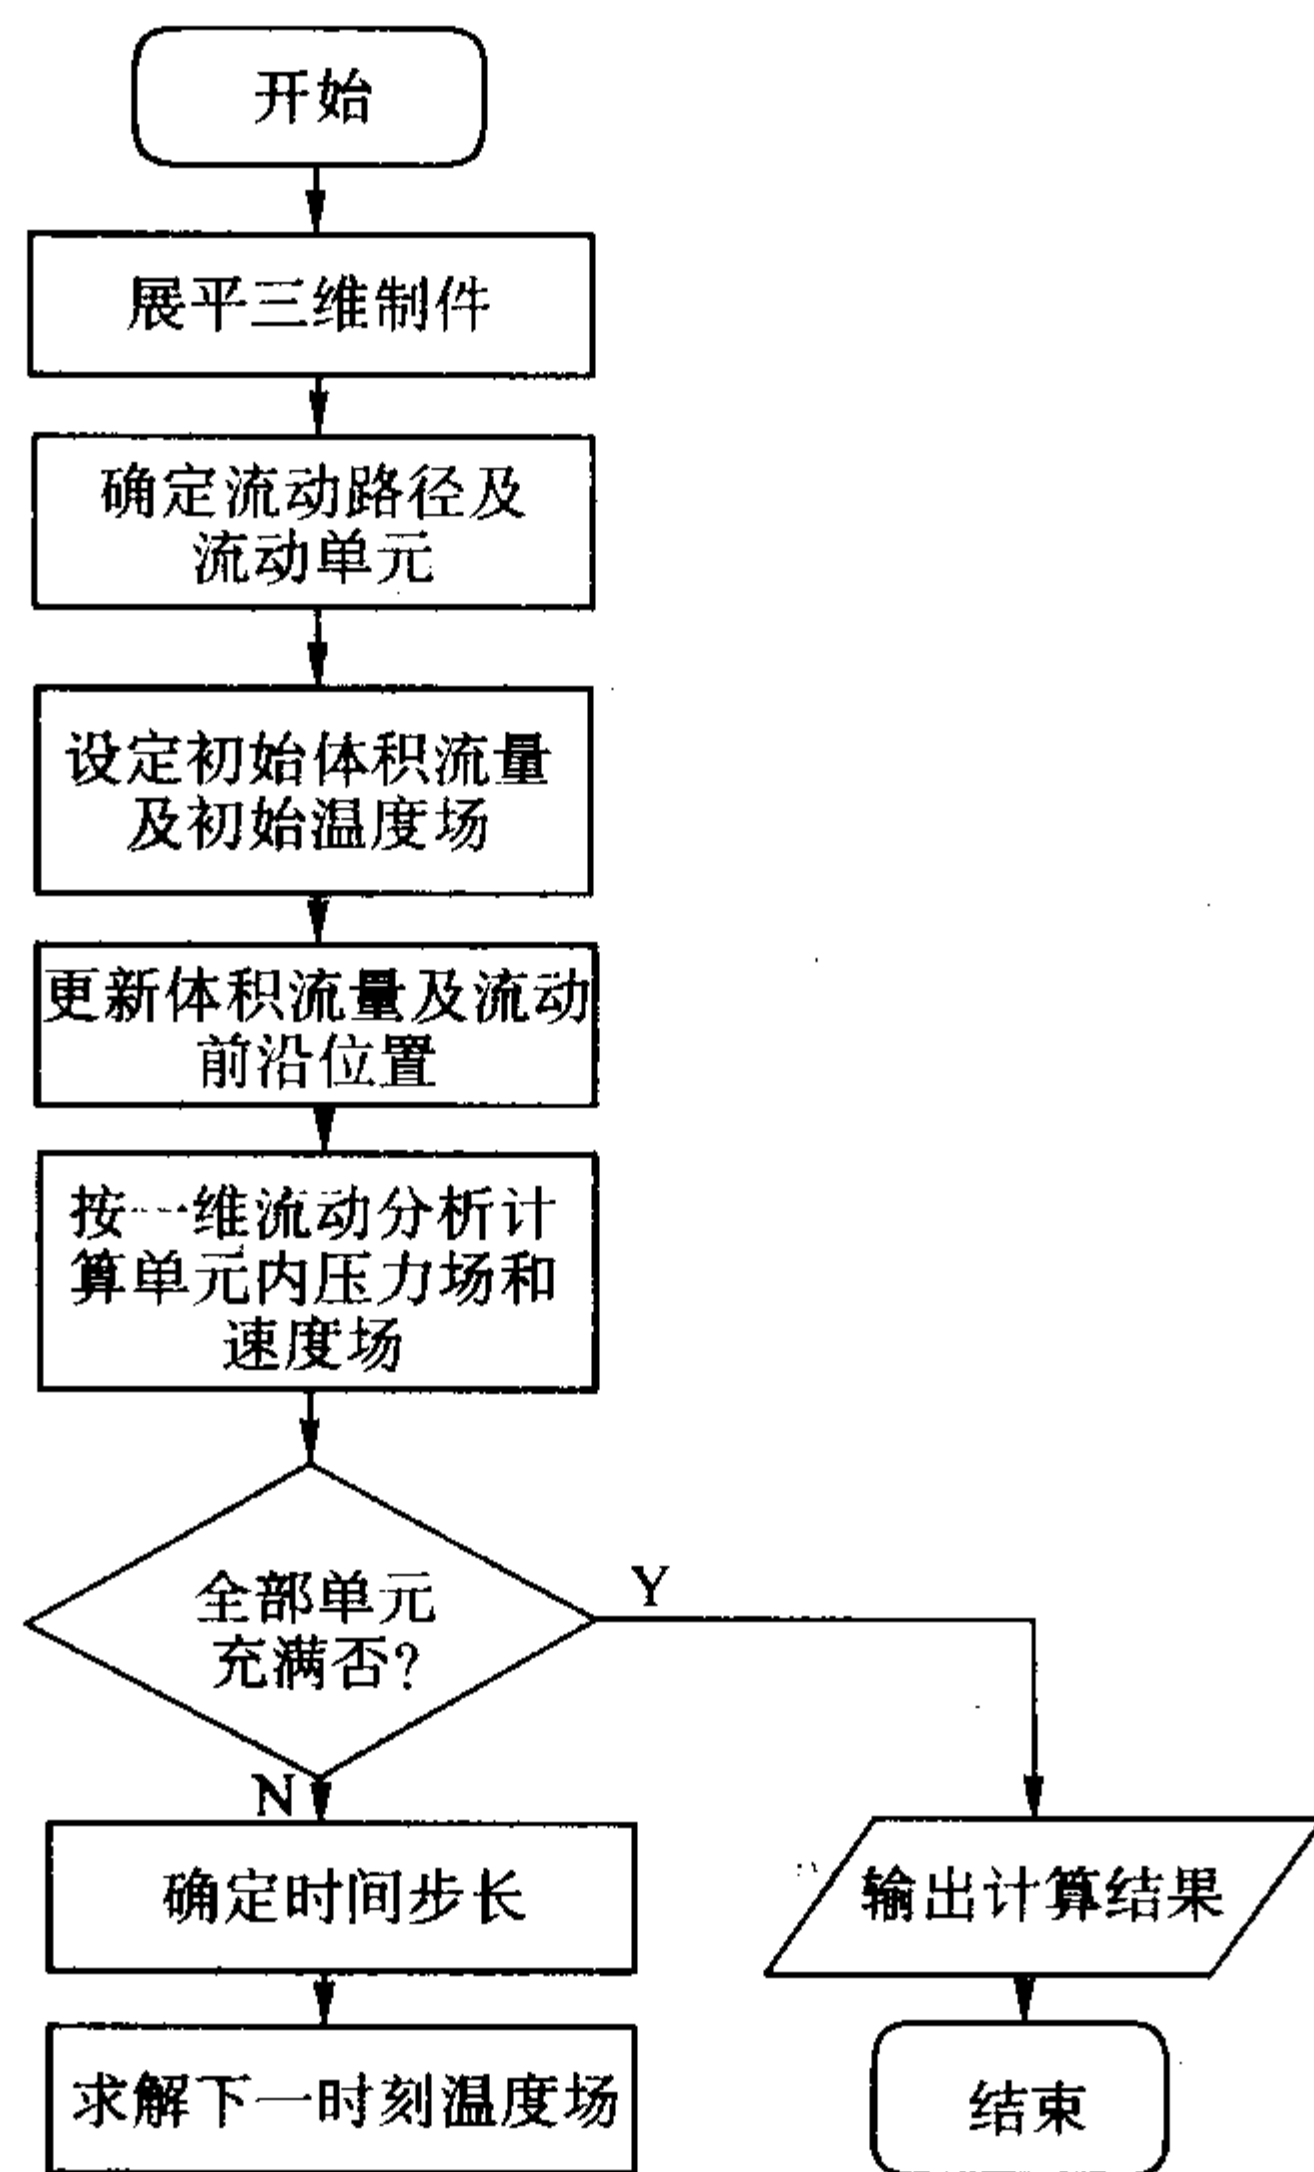 开始
展平三维制件
确定流动路径及
流动单元
设定初始体积流量
及初始温度场
更新体积流量及流动
前沿位置
按一维流动分析计
算单元内压力场和
速度场
全部单元
充满否?
Y
N
确定时间步长
输出计算结果
求解下一时刻温度场
结束